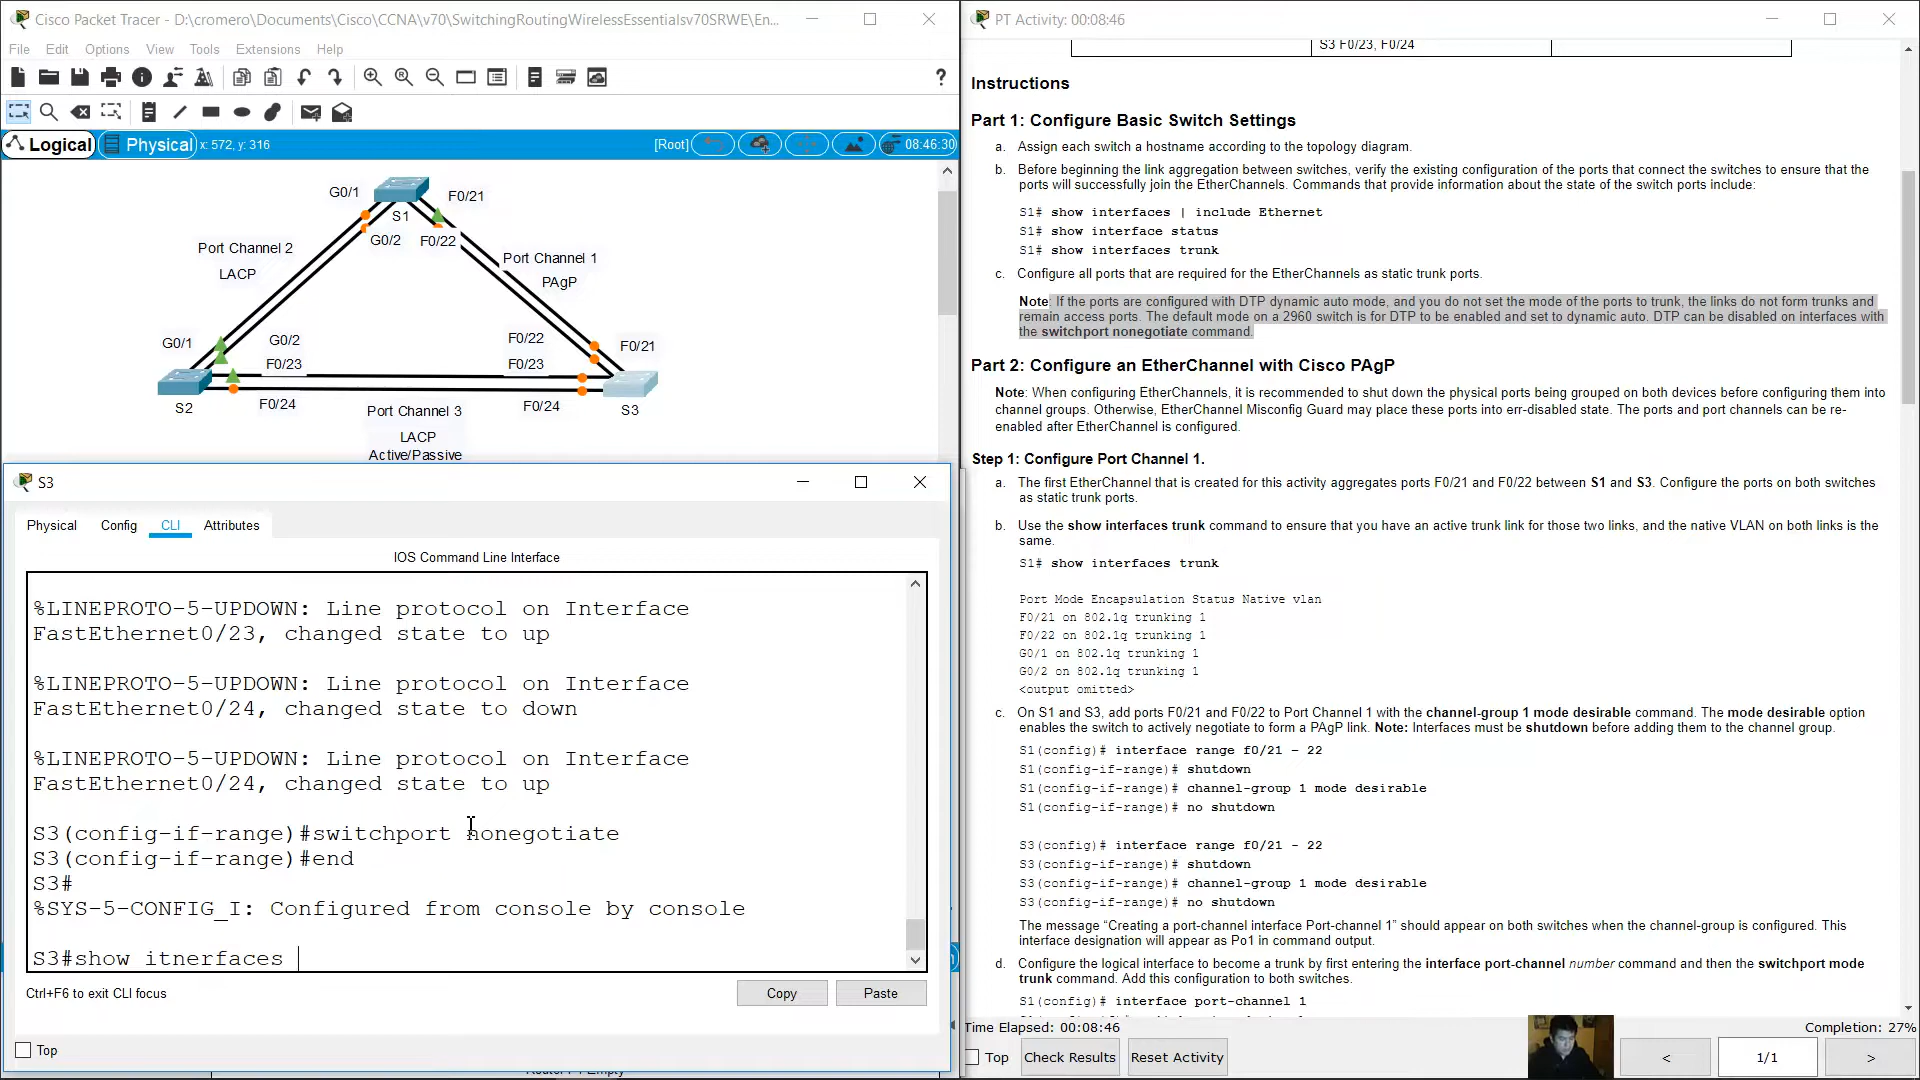 Cisco Packet Tracer - D:\cromero\Documents\Cisco\CCNA\v70\SwitchingRoutingWirelessEssentialsv70SRWE\En...
File Edit Options View Tools Extensions Help
Logical Physical x: 572, y: 316 [Root] 08:46:30
G0/1
F0/21
S1
G0/2
F0/22
Port Channel 2
LACP
Port Channel 1
PAgP
G0/1
G0/2
F0/22
F0/21
F0/23
F0/23
S2
F0/24
Port Channel 3
F0/24
S3
LACP
Active/Passive
S3
Physical Config CLI Attributes
IOS Command Line Interface
%LINEPROTO-5-UPDOWN: Line protocol on Interface
FastEthernet0/23, changed state to up
%LINEPROTO-5-UPDOWN: Line protocol on Interface
FastEthernet0/24, changed state to down
%LINEPROTO-5-UPDOWN: Line protocol on Interface
FastEthernet0/24, changed state to up
S3(config-if-range)#switchport nonegotiate
S3(config-if-range)#end
S3#
%SYS-5-CONFIG_I: Configured from console by console
S3#show itnerfaces
Ctrl+F6 to exit CLI focus
Copy
Paste
Top
PT Activity: 00:08:46
S3 F0/23, F0/24
Instructions
Part 1: Configure Basic Switch Settings
a. Assign each switch a hostname according to the topology diagram.
b. Before beginning the link aggregation between switches, verify the existing configuration of the ports that connect the switches to ensure that the
ports will successfully join the EtherChannels. Commands that provide information about the state of the switch ports include:
S1# show interfaces | include Ethernet
S1# show interface status
S1# show interfaces trunk
c. Configure all ports that are required for the EtherChannels as static trunk ports.
Note: If the ports are configured with DTP dynamic auto mode, and you do not set the mode of the ports to trunk, the links do not form trunks and
remain access ports. The default mode on a 2960 switch is for DTP to be enabled and set to dynamic auto. DTP can be disabled on interfaces with
the switchport nonegotiate command.
Part 2: Configure an EtherChannel with Cisco PAgP
Note: When configuring EtherChannels, it is recommended to shut down the physical ports being grouped on both devices before configuring them into
channel groups. Otherwise, EtherChannel Misconfig Guard may place these ports into err-disabled state. The ports and port channels can be re-
enabled after EtherChannel is configured.
Step 1: Configure Port Channel 1.
a. The first EtherChannel that is created for this activity aggregates ports F0/21 and F0/22 between S1 and S3. Configure the ports on both switches
as static trunk ports.
b. Use the show interfaces trunk command to ensure that you have an active trunk link for those two links, and the native VLAN on both links is the
same.
S1# show interfaces trunk
Port Mode Encapsulation Status Native vlan
F0/21 on 802.1q trunking 1
F0/22 on 802.1q trunking 1
G0/1 on 802.1q trunking 1
G0/2 on 802.1q trunking 1
<output omitted>
c. On S1 and S3, add ports F0/21 and F0/22 to Port Channel 1 with the channel-group 1 mode desirable command. The mode desirable option
enables the switch to actively negotiate to form a PAgP link. Note: Interfaces must be shutdown before adding them to the channel group.
S1(config)# interface range f0/21 – 22
S1(config-if-range)# shutdown
S1(config-if-range)# channel-group 1 mode desirable
S1(config-if-range)# no shutdown
S3(config)# interface range f0/21 – 22
S3(config-if-range)# shutdown
S3(config-if-range)# channel-group 1 mode desirable
S3(config-if-range)# no shutdown
The message “Creating a port-channel interface Port-channel 1” should appear on both switches when the channel-group is configured. This
interface designation will appear as Po1 in command output.
d. Configure the logical interface to become a trunk by first entering the interface port-channel number command and then the switchport mode
trunk command. Add this configuration to both switches.
S1(config)# interface port-channel 1
Time Elapsed: 00:08:46
Completion: 27%
Top
Check Results
Reset Activity
<
1/1
>